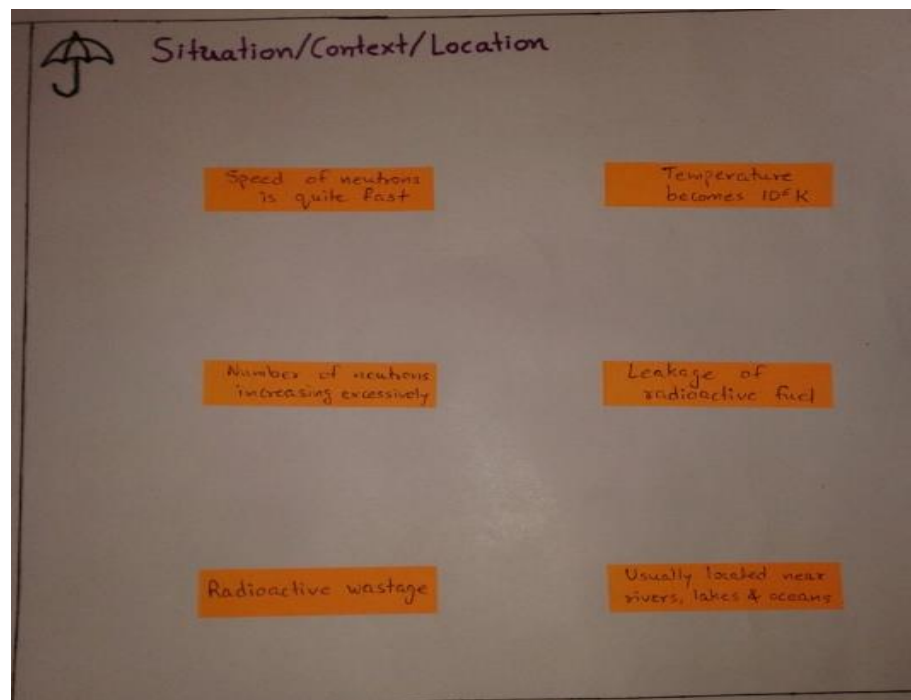 Situation/Context/Location
Speed of neutrons
is quite fast
Temperature
becomes 10⁶ K
Number of neutrons
increasing excessively
Leakage of
radioactive fuel
Radioactive wastage
Usually located near
rivers, lakes & oceans